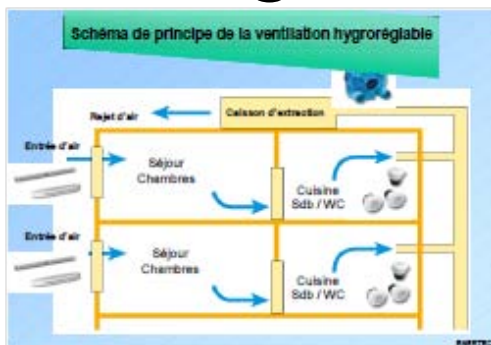 Schéma de principe de la ventilation hygroréglable
Rejet d'air
Caisson d'extraction
Entrée d'air
Séjour
Chambres
Cuisine
Sdb / WC
Entrée d'air
Séjour
Chambres
Cuisine
Sdb / WC